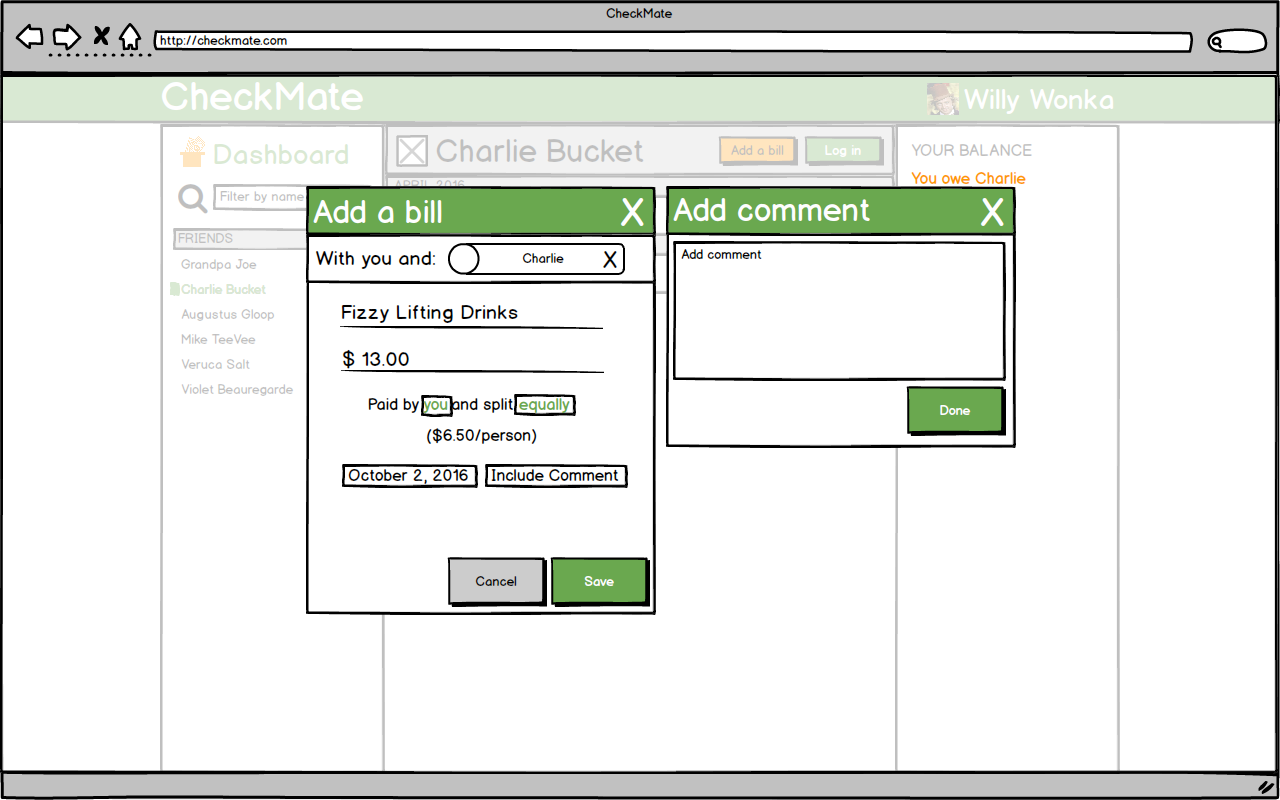 CheckMate
http://checkmate.com
CheckMate
Willy Wonka
Dashboard
Filter by name
FRIENDS
Grandpa Joe
Charlie Bucket
Augustus Gloop
Mike TeeVee
Veruca Salt
Violet Beauregarde
Charlie Bucket
Add a bill
Log in
APRIL 2016
YOUR BALANCE
You owe Charlie
Add a bill
X
With you and:
Charlie
X
Fizzy Lifting Drinks
$ 13.00
Paid by you and split equally
($6.50/person)
October 2, 2016
Include Comment
Cancel
Save
Add comment
X
Add comment
Done